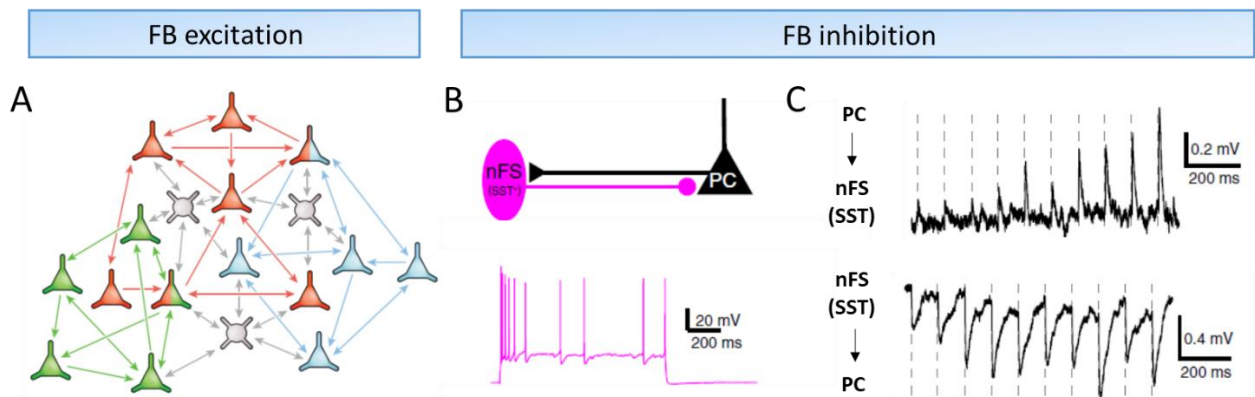 FB excitation
FB inhibition
A
B
nFS
(SST⁺)
PC
20 mV
200 ms
C
PC
nFS
(SST)
0.2 mV
200 ms
nFS
(SST)
PC
0.4 mV
200 ms